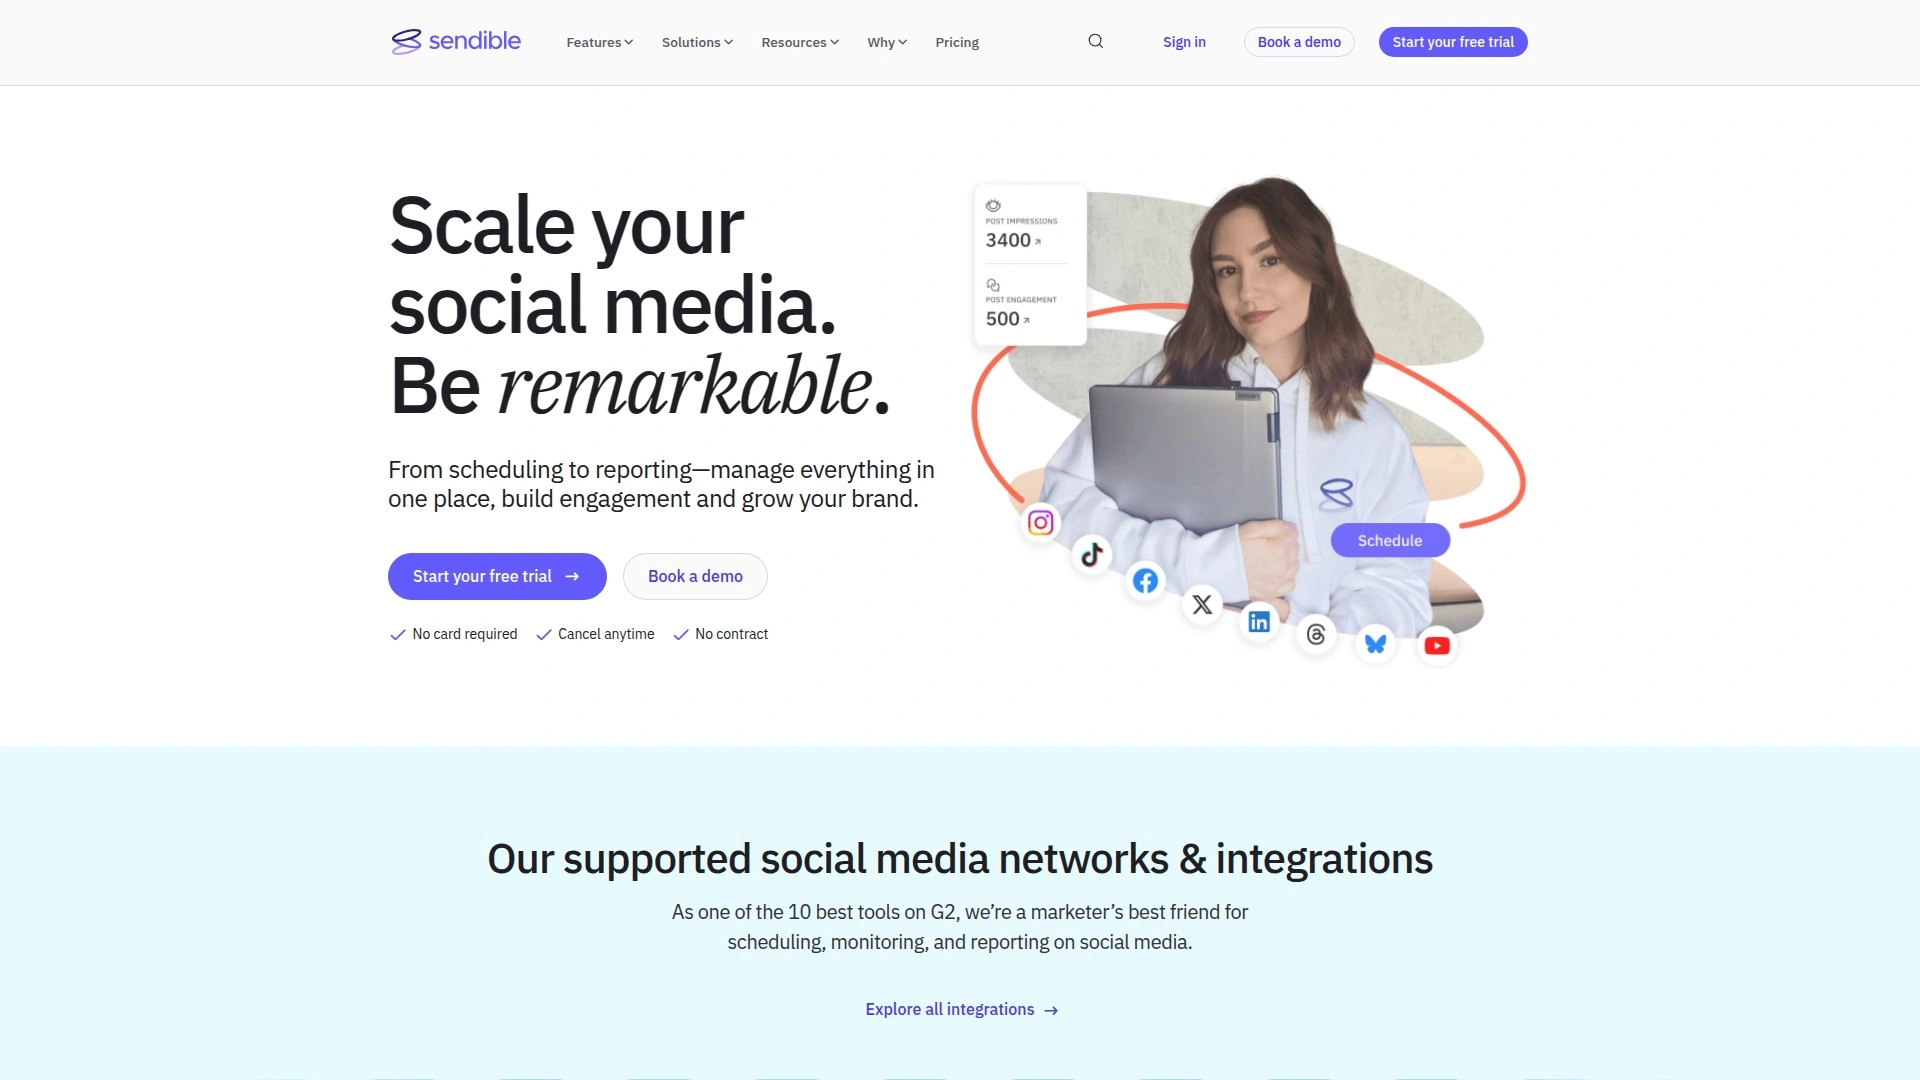 sendible
Features
Solutions
Resources
Why
Pricing
Sign in
Book a demo
Start your free trial
Scale your
social media.
Be remarkable.
From scheduling to reporting—manage everything in
one place, build engagement and grow your brand.
Start your free trial →
Book a demo
No card required
Cancel anytime
No contract
POST IMPRESSIONS
3400
POST ENGAGEMENT
500
Schedule
Our supported social media networks & integrations
As one of the 10 best tools on G2, we’re a marketer’s best friend for
scheduling, monitoring, and reporting on social media.
Explore all integrations →